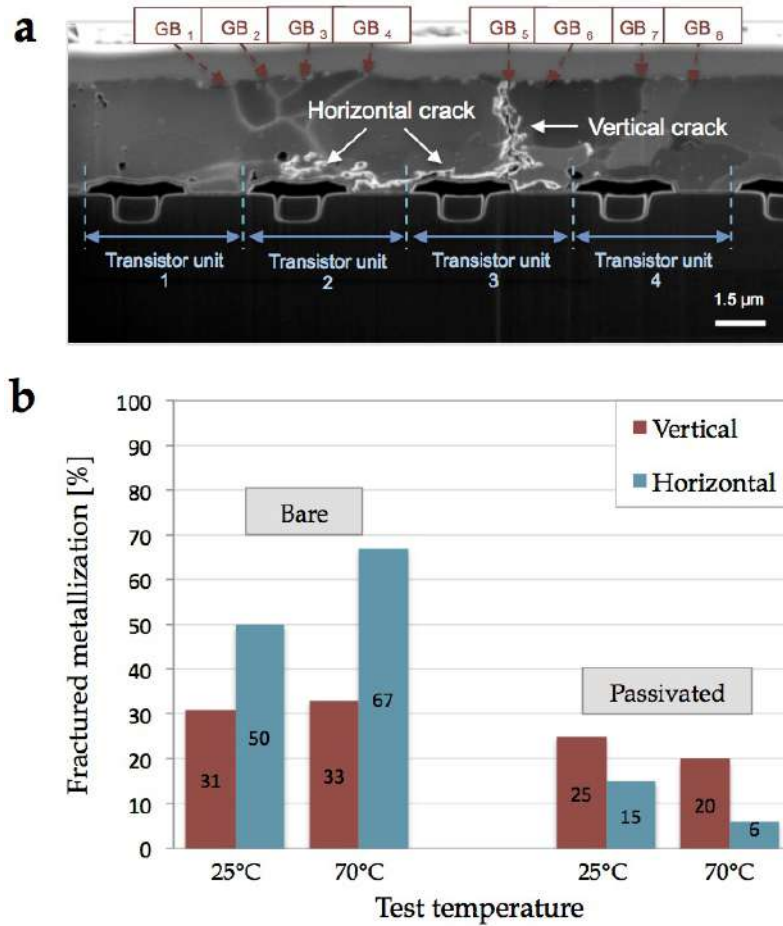 a
GB 1 GB 2 GB 3 GB 4 GB 5 GB 6 GB 7 GB 8
Horizontal crack
Vertical crack
Transistor unit
1
Transistor unit
2
Transistor unit
3
Transistor unit
4
1.5 µm
b
Fractured metallization [%]
100
90
80
70
60
50
40
30
20
10
0
Vertical
Horizontal
Bare
Passivated
31
50
33
67
25
15
20
6
25°C
70°C
25°C
70°C
Test temperature